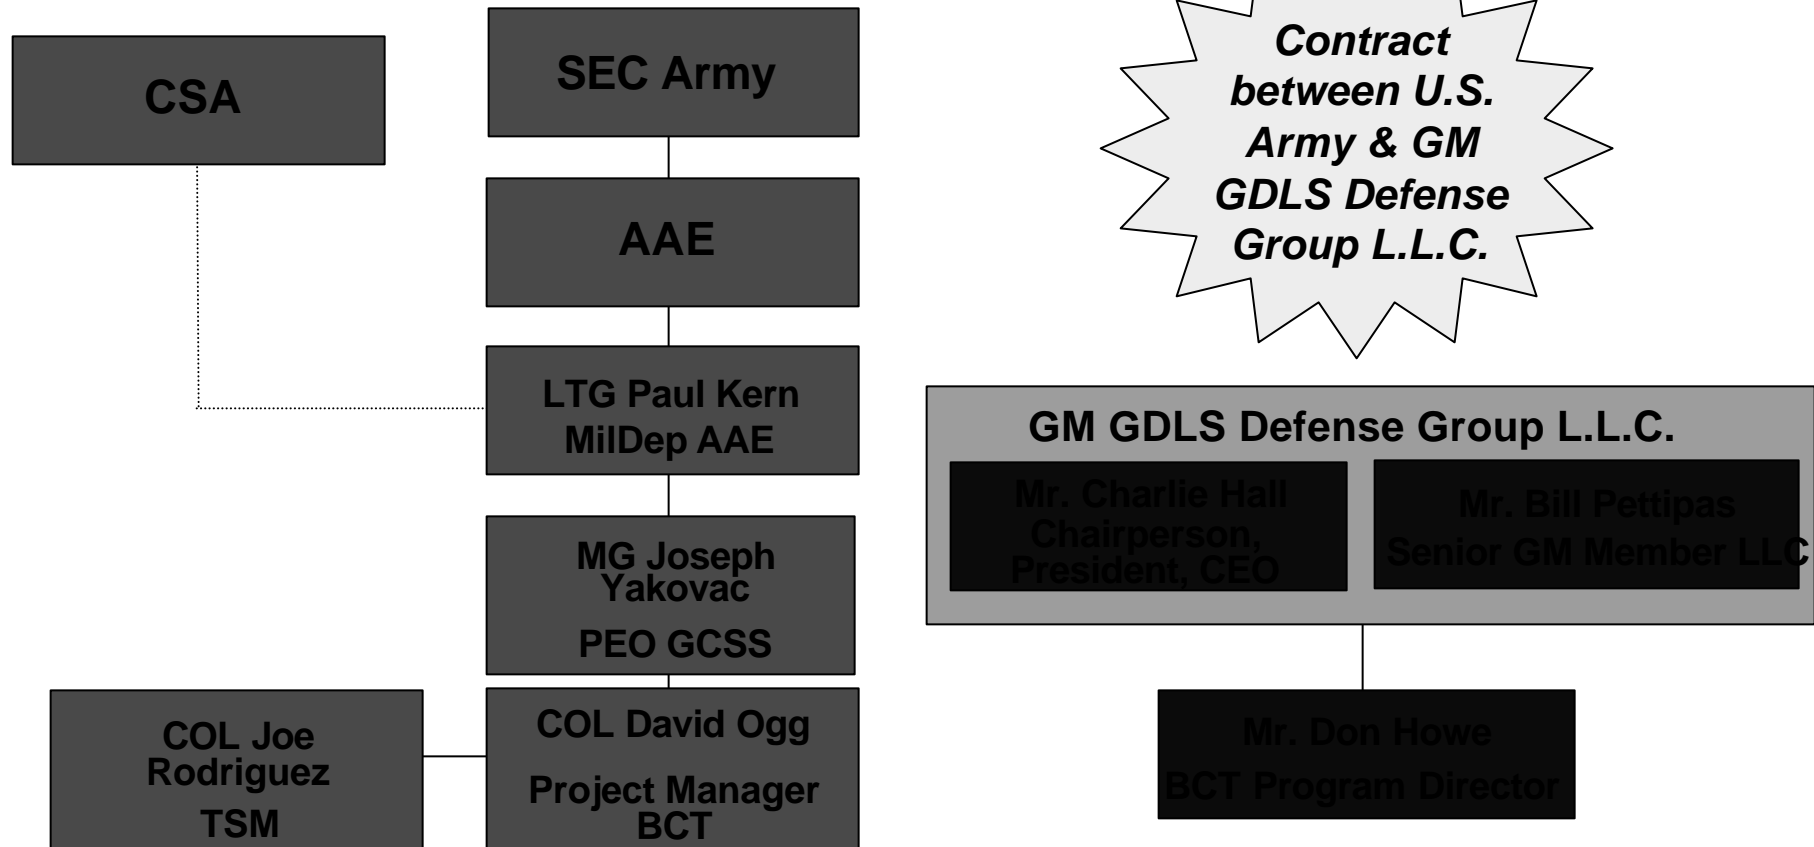 CSA
SEC Army
AAE
LTG Paul Kern
MilDep AAE
MG Joseph
Yakovac
PEO GCSS
COL Joe
Rodriguez
TSM
COL David Ogg
Project Manager
BCT
Contract
between U.S.
Army & GM
GDLS Defense
Group L.L.C.
GM GDLS Defense Group L.L.C.
Mr. Charlie Hall
Chairperson,
President, CEO
Mr. Bill Pettipas
Senior GM Member LLC
Mr. Don Howe
BCT Program Director